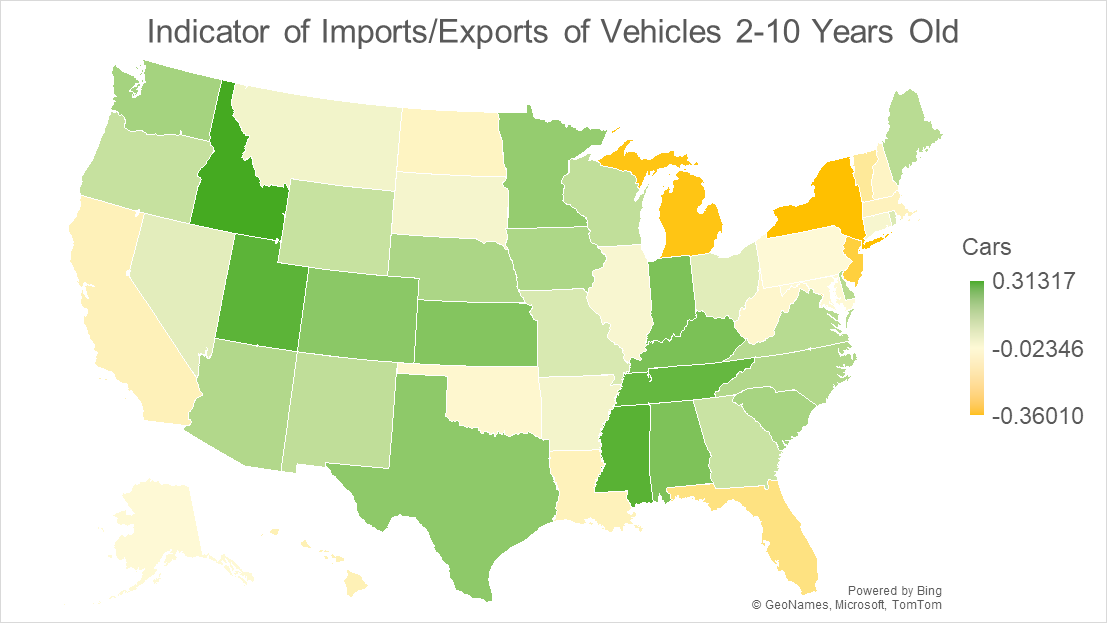 Indicator of Imports/Exports of Vehicles 2-10 Years Old
Cars
0.31317
-0.02346
-0.36010
Powered by Bing
© GeoNames, Microsoft, TomTom